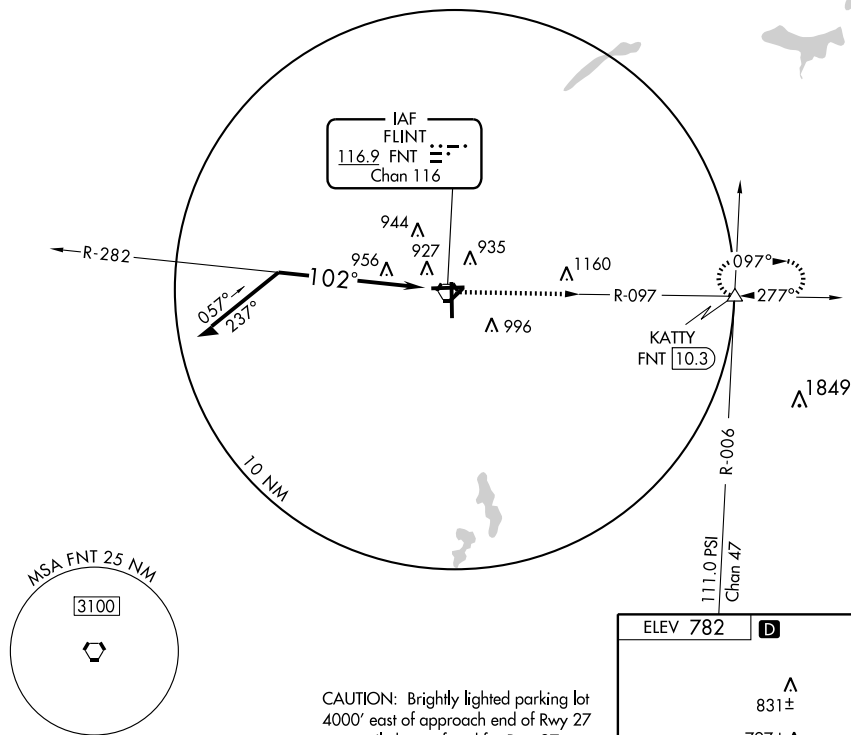 IAF
FLINT
116.9 FNT
Chan 116
944
956
927
935
1160
996
R-282
102°
057°
237°
R-097
097°
277°
KATTY
FNT 10.3
1849
R-006
10 NM
111.0 PSI
Chan 47
MSA FNT 25 NM
3100
ELEV 782 D
831±
CAUTION: Brightly lighted parking lot
4000' east of approach end of Rwy 27